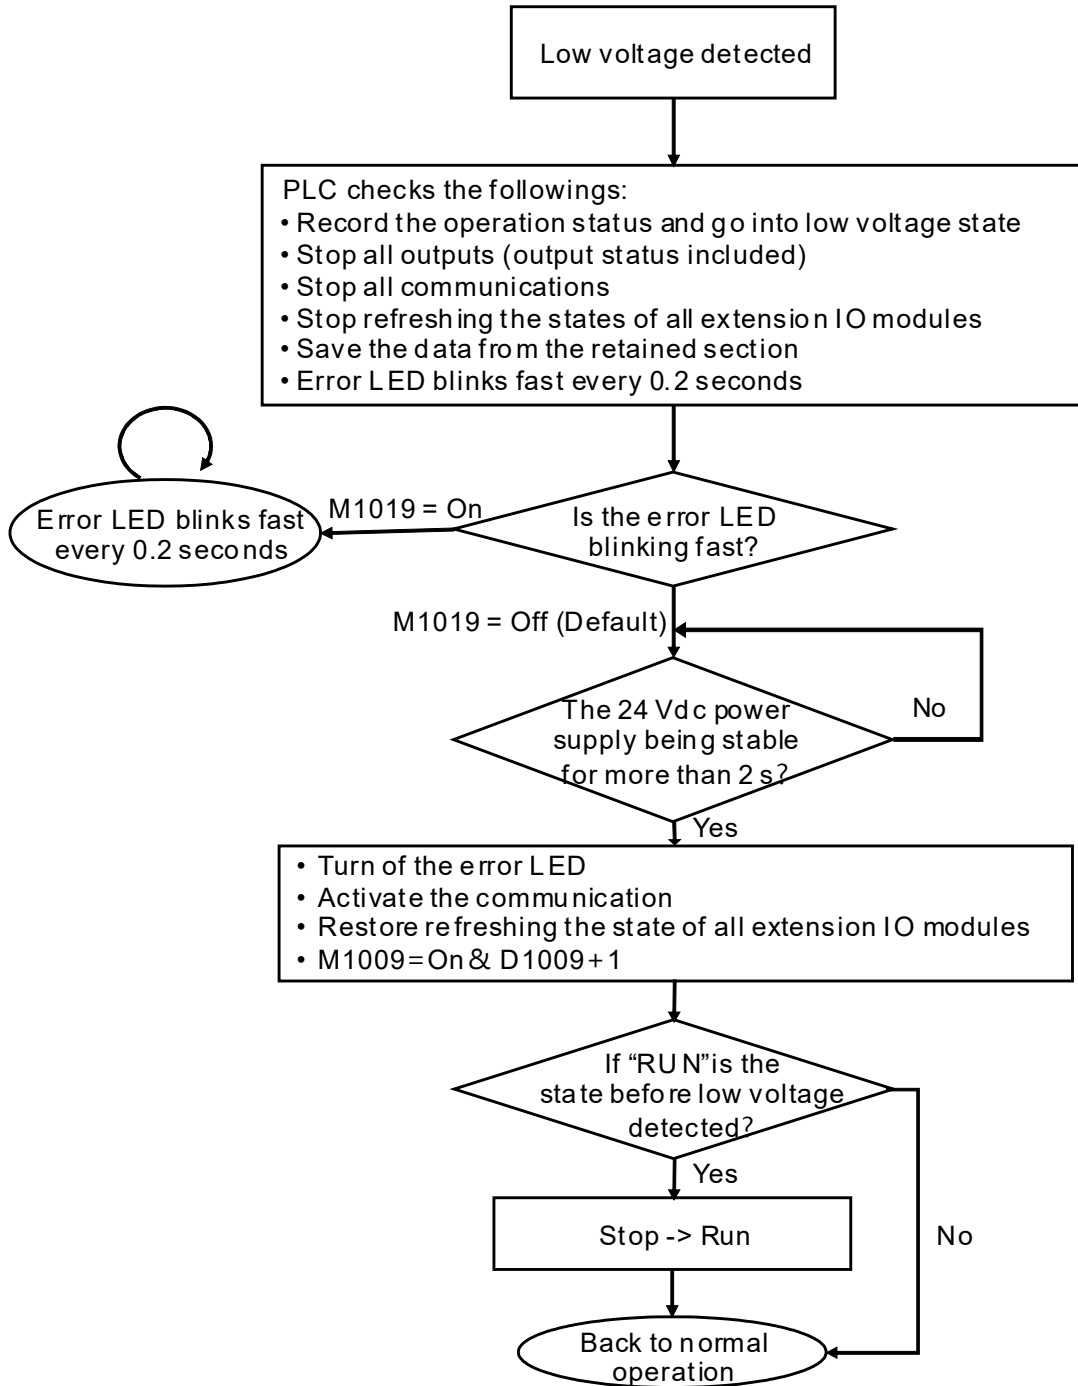 Low voltage detected
PLC checks the followings:
• Record the operation status and go into low voltage state
• Stop all outputs (output status included)
• Stop all communications
• Stop refreshing the states of all extension IO modules
• Save the data from the retained section
• Error LED blinks fast every 0.2 seconds
Error LED blinks fast
every 0.2 seconds
M1019 = On
Is the error LED
blinking fast?
M1019 = Off (Default)
The 24 Vdc power
supply being stable
for more than 2 s?
No
Yes
• Turn of the error LED
• Activate the communication
• Restore refreshing the state of all extension IO modules
• M1009=On & D1009+1
If “RUN” is the
state before low voltage
detected?
Yes
No
Stop -> Run
Back to normal
operation